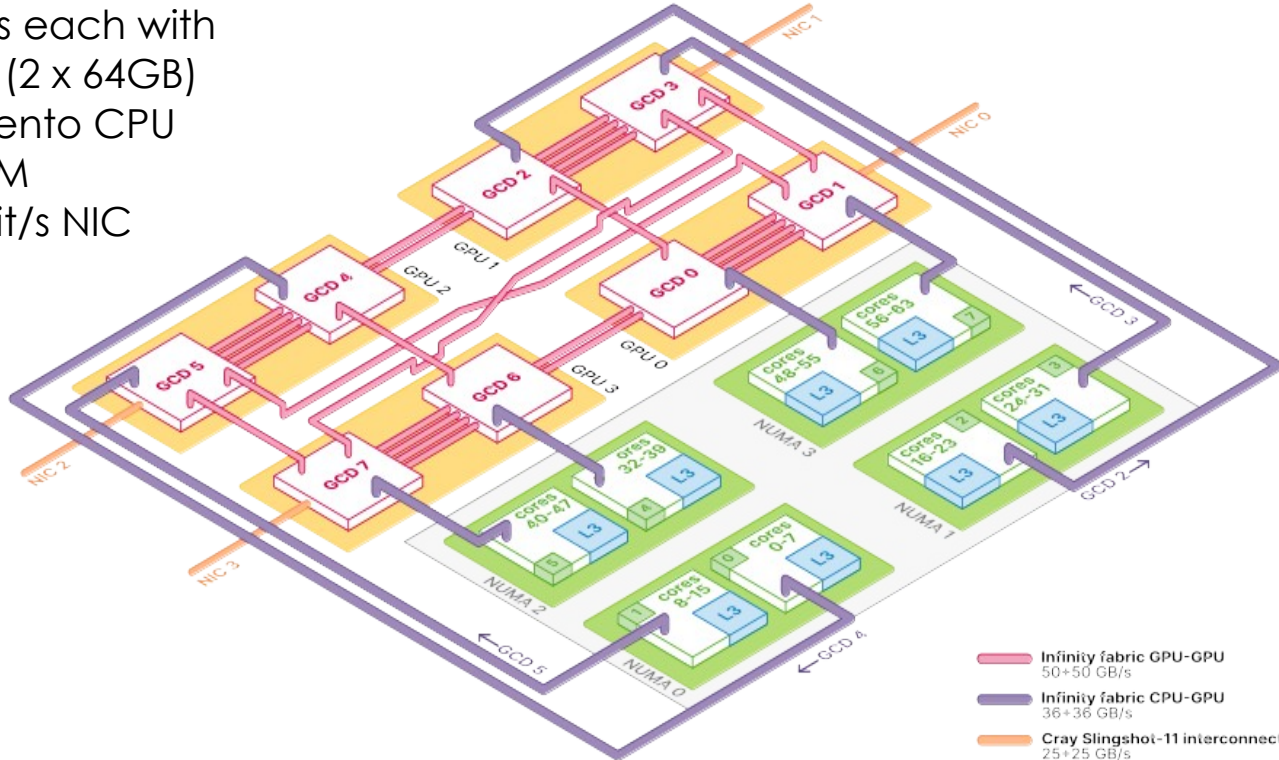 s each with
(2 x 64GB)
ento CPU
M
it/s NIC
NIC 1
NIC 0
GCD 3
GCD 2
GCD 1
GPU 1
GCD 4
GPU 2
GCD 0
GCD 5
GPU 0
GCD 6
GPU 3
NIC 2
GCD 7
NIC 3
cores
56-63
L3
7
cores
48-55
L3
6
NUMA 3
←GCD 3
cores
24-31
L3
3
cores
16-23
L3
2
NUMA 1
GCD 2→
ores
32-39
L3
4
cores
40-47
L3
5
NUMA 2
cores
0-7
L3
0
cores
8-15
L3
1
NUMA 0
←GCD 5
←GCD 4
Infinity fabric GPU-GPU
50+50 GB/s
Infinity fabric CPU-GPU
36+36 GB/s
Cray Slingshot-11 interconnect
25+25 GB/s